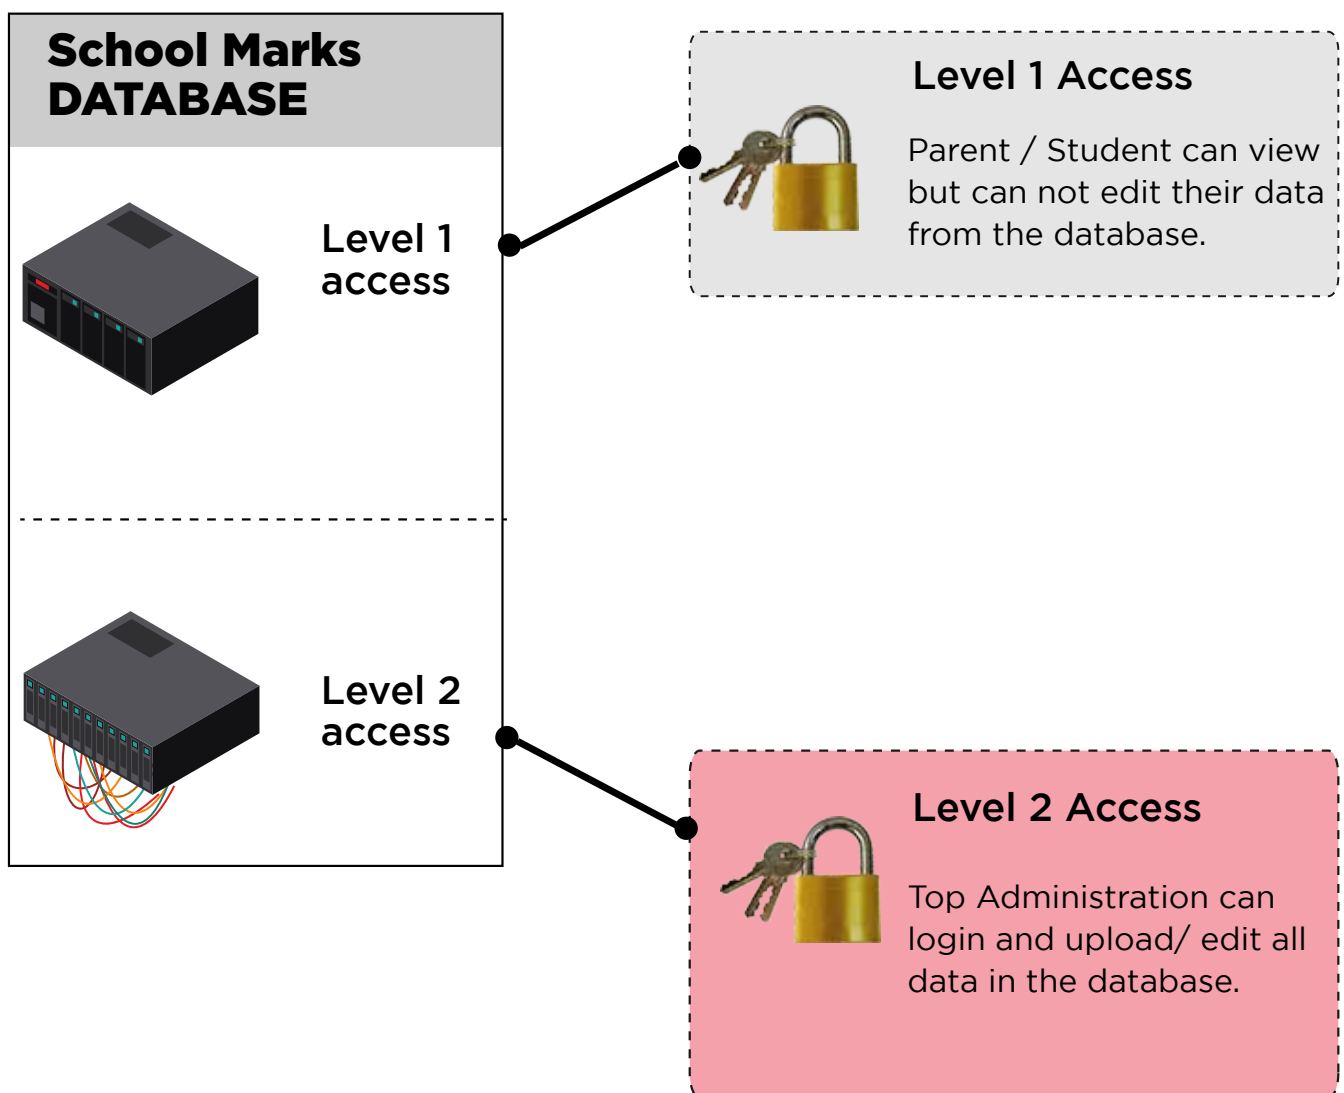 School Marks
DATABASE
Level 1
access
Level 2
access
Level 1 Access
Parent / Student can view
but can not edit their data
from the database.
Level 2 Access
Top Administration can
login and upload/ edit all
data in the database.